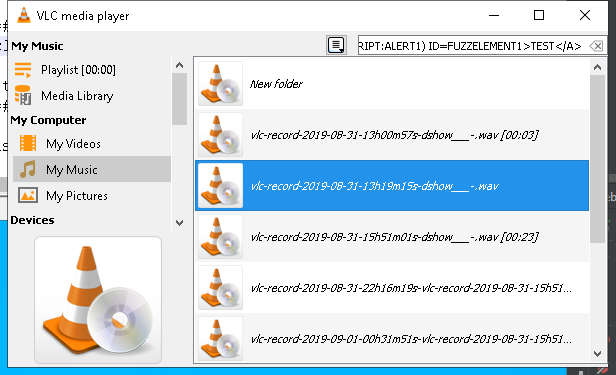 VLC media player
My Music
RIPT:ALERT1) ID=FUZZELEMENT1>TEST</A>
Playlist [00:00]
Media Library
My Computer
My Videos
My Music
My Pictures
Devices
New folder
vlc-record-2019-08-31-13h00m57s-dshow___-.wav [00:03]
vlc-record-2019-08-31-13h19m15s-dshow___-.wav
vlc-record-2019-08-31-15h51m01s-dshow___-.wav [00:23]
vlc-record-2019-08-31-22h16m19s-vlc-record-2019-08-31-15h51...
vlc-record-2019-09-01-00h31m51s-vlc-record-2019-08-31-15h51...